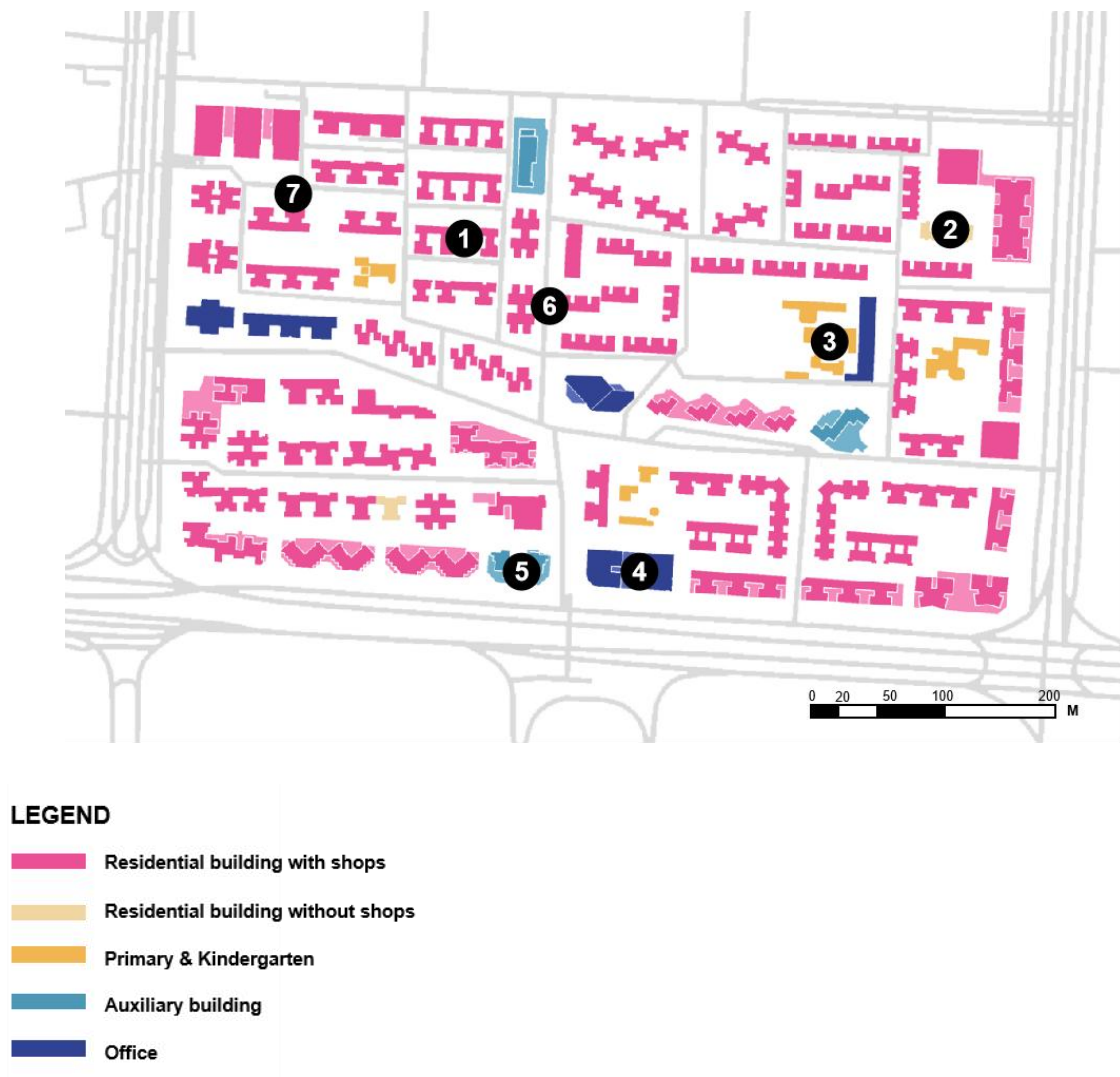 7
1
2
6
3
5
4
0 20 50 100 200
M
LEGEND
Residential building with shops
Residential building without shops
Primary & Kindergarten
Auxiliary building
Office